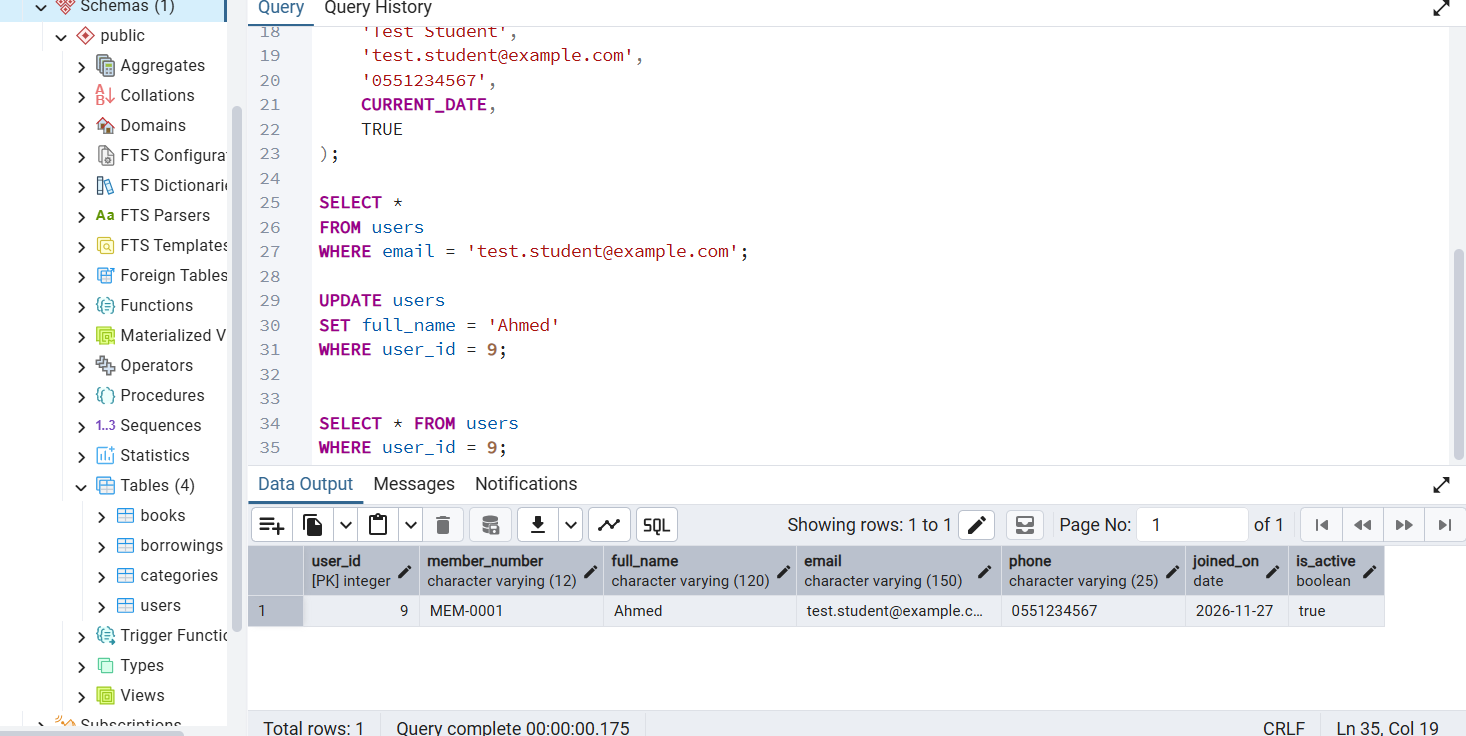 Schemas (1)
public
Aggregates
Collations
Domains
FTS Configura
FTS Dictionarie
Aa FTS Parsers
FTS Templates
Foreign Tables
Functions
Materialized V
Operators
Procedures
1..3 Sequences
Statistics
Tables (4)
books
borrowings
categories
users
Trigger Functio
Types
Views
Subscriptions
Query Query History
18 'Test Student',
19 'test.student@example.com',
20 '0551234567',
21 CURRENT_DATE,
22 TRUE
23 );
24
25 SELECT *
26 FROM users
27 WHERE email = 'test.student@example.com';
28
29 UPDATE users
30 SET full_name = 'Ahmed'
31 WHERE user_id = 9;
32
33
34 SELECT * FROM users
35 WHERE user_id = 9;
Data Output Messages Notifications
SQL Showing rows: 1 to 1 Page No: 1 of 1
user_id member_number full_name email phone joined_on is_active
[PK] integer character varying (12) character varying (120) character varying (150) character varying (25) date boolean
1 9 MEM-0001 Ahmed test.student@example.c... 0551234567 2026-11-27 true
Total rows: 1 Query complete 00:00:00.175 CRLF Ln 35, Col 19